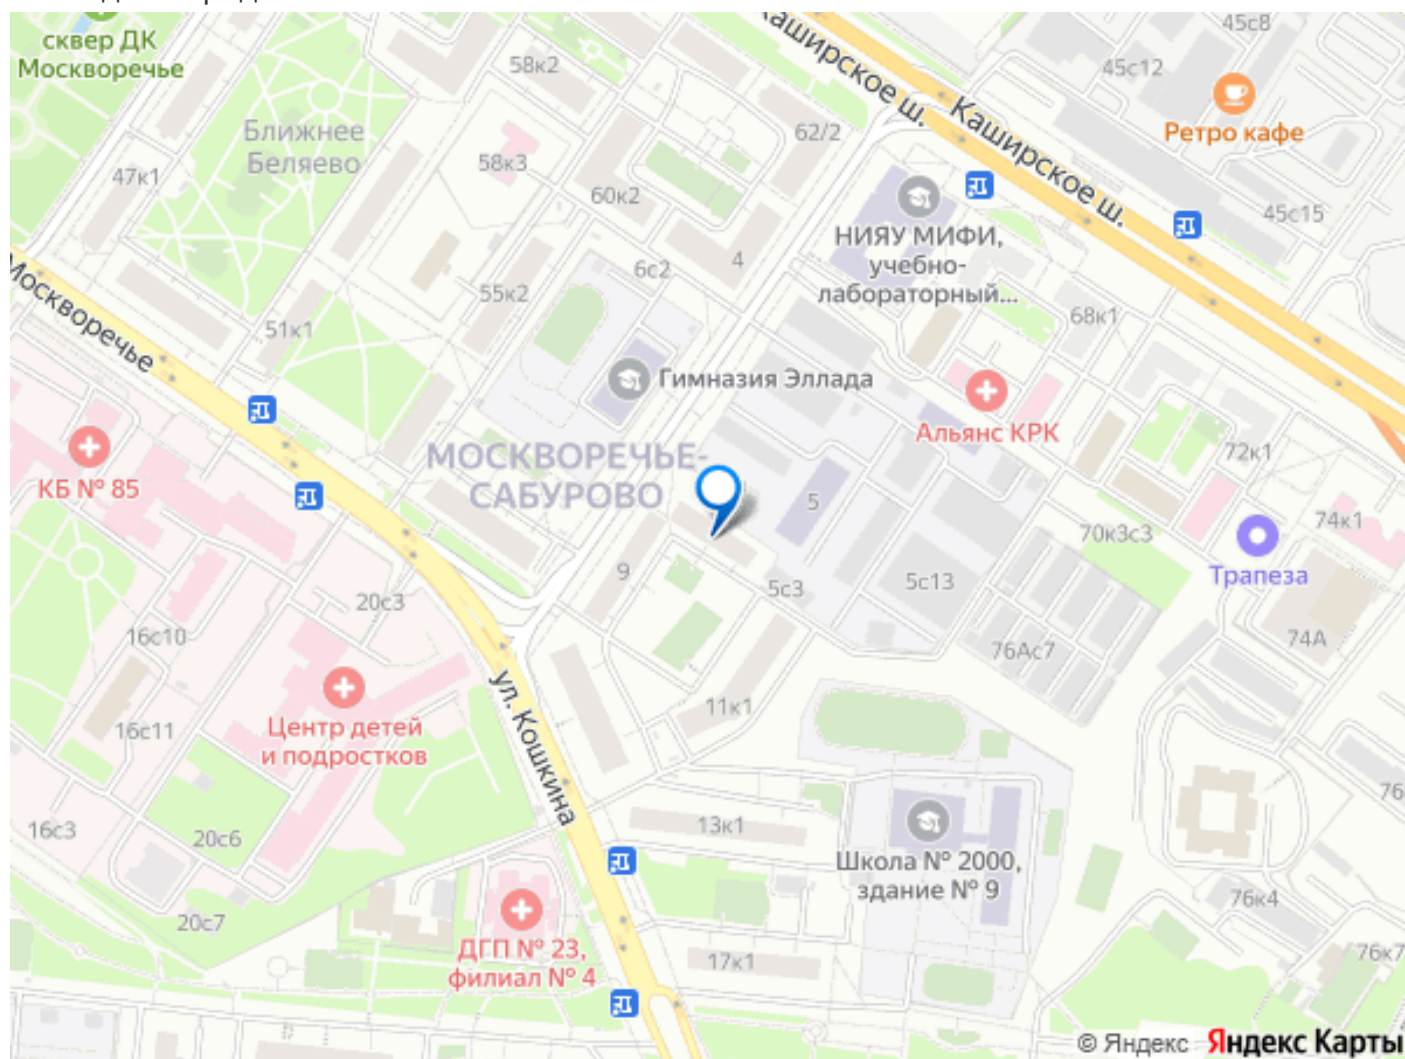 сквер ДК
Москворечье
58к2
Каширское ш.
45с8
45с12
Ретро кафе
Ближнее
Беляево
62/2
Каширское ш.
47к1
58к3
60к2
45с15
НИЯУ МИФИ,
учебно-
лабораторный...
4
6с2
55к2
Москворечье
51к1
68к1
Гимназия Эллада
Альянс КРК
МОСКВОРЕЧЬЕ-
САБУРОВО
72к1
КБ № 85
5
74к1
70к3с3
Трапеза
9
5с3
5с13
20с3
16с10
76Ас7
74А
16с11
Центр детей
и подростков
11к1
ул. Кошкина
76
16с3
20с6
13к1
Школа № 2000,
здание № 9
76к4
20с7
ДГП № 23,
филиал № 4
17к1
76к7
© Яндекс Яндекс Карты